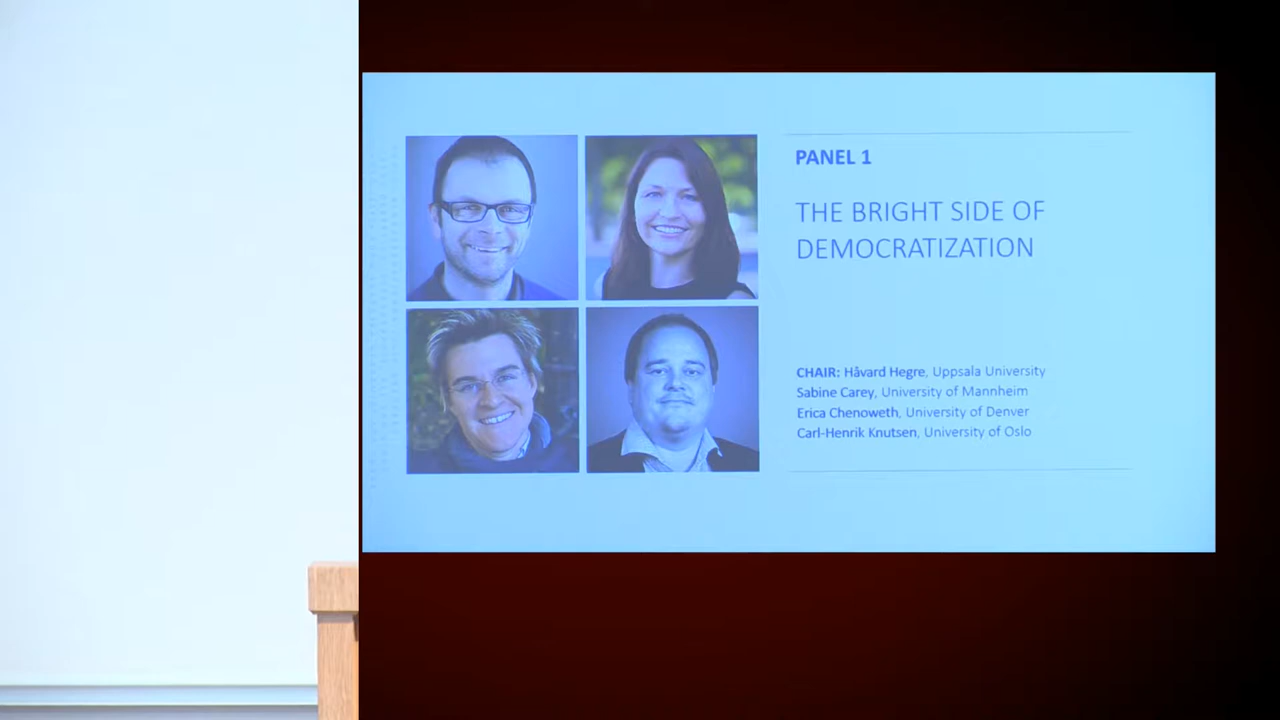 PANEL 1
THE BRIGHT SIDE OF
DEMOCRATIZATION
CHAIR: Håvard Hegre, Uppsala University
Sabine Carey, University of Mannheim
Erica Chenoweth, University of Denver
Carl-Henrik Knutsen, University of Oslo